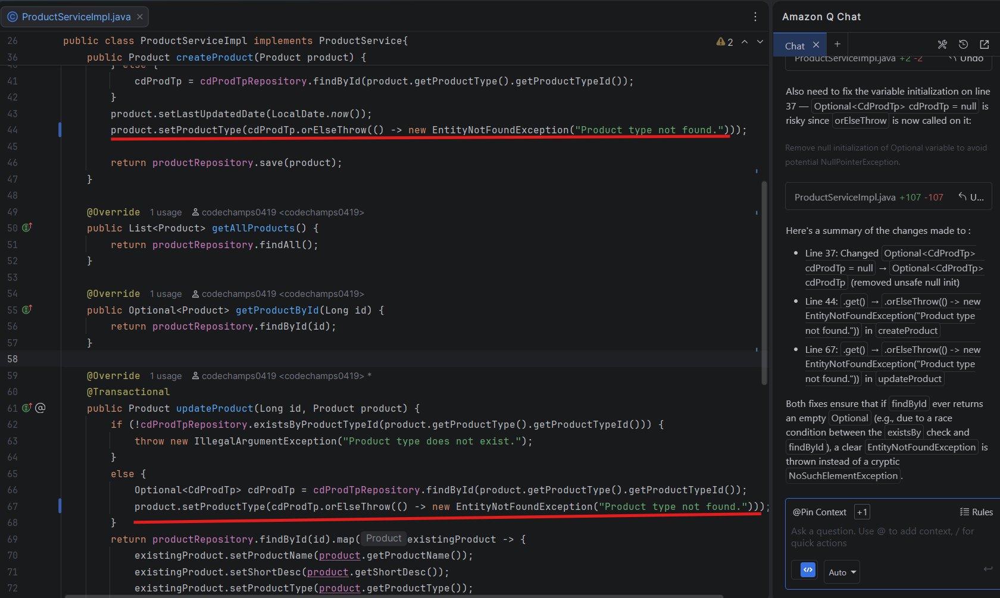 ProductServiceImpl.java
26 public class ProductServiceImpl implements ProductService{
2
36 public Product createProduct(Product product) {
40 } else {
41 cdProdTp = cdProdTpRepository.findById(product.getProductType().getProductTypeId());
42 }
43 product.setLastUpdatedDate(LocalDate.now());
44 product.setProductType(cdProdTp.orElseThrow(() -> new EntityNotFoundException("Product type not found.")));
45
46 return productRepository.save(product);
47 }
48
49 @Override 1 usage codechamps0419 <codechamps0419>
50 public List<Product> getAllProducts() {
51 return productRepository.findAll();
52 }
53
54 @Override 1 usage codechamps0419 <codechamps0419>
55 public Optional<Product> getProductById(Long id) {
56 return productRepository.findById(id);
57 }
58
59 @Override 1 usage codechamps0419 <codechamps0419> *
60 @Transactional
61 @ public Product updateProduct(Long id, Product product) {
62 if (!cdProdTpRepository.existsByProductTypeId(product.getProductType().getProductTypeId())) {
63 throw new IllegalArgumentException("Product type does not exist.");
64 }
65 else {
66 Optional<CdProdTp> cdProdTp = cdProdTpRepository.findById(product.getProductType().getProductTypeId());
67 product.setProductType(cdProdTp.orElseThrow(() -> new EntityNotFoundException("Product type not found.")));
68 }
69 return productRepository.findById(id).map( Product existingProduct -> {
70 existingProduct.setProductName(product.getProductName());
71 existingProduct.setShortDesc(product.getShortDesc());
72 existingProduct.setProductType(product.getProductType());
Amazon Q Chat
Chat
ProductServiceImpl.java +2 -2 Undo
Also need to fix the variable initialization on line
37 — Optional<CdProdTp> cdProdTp = null is
risky since orElseThrow is now called on it:
Remove null initialization of Optional variable to avoid
potential NullPointerException.
ProductServiceImpl.java +107 -107 U...
Here's a summary of the changes made to :
• Line 37: Changed Optional<CdProdTp>
cdProdTp = null → Optional<CdProdTp>
cdProdTp (removed unsafe null init)
• Line 44: .get() → .orElseThrow(() -> new
EntityNotFoundException("Product type
not found.")) in createProduct
• Line 67: .get() → .orElseThrow(() -> new
EntityNotFoundException("Product type
not found.")) in updateProduct
Both fixes ensure that if findById ever returns
an empty Optional (e.g., due to a race
condition between the existsBy check and
findById ), a clear EntityNotFoundException is
thrown instead of a cryptic
NoSuchElementException .
@Pin Context +1 Rules
Ask a question. Use @ to add context, / for
quick actions
Auto